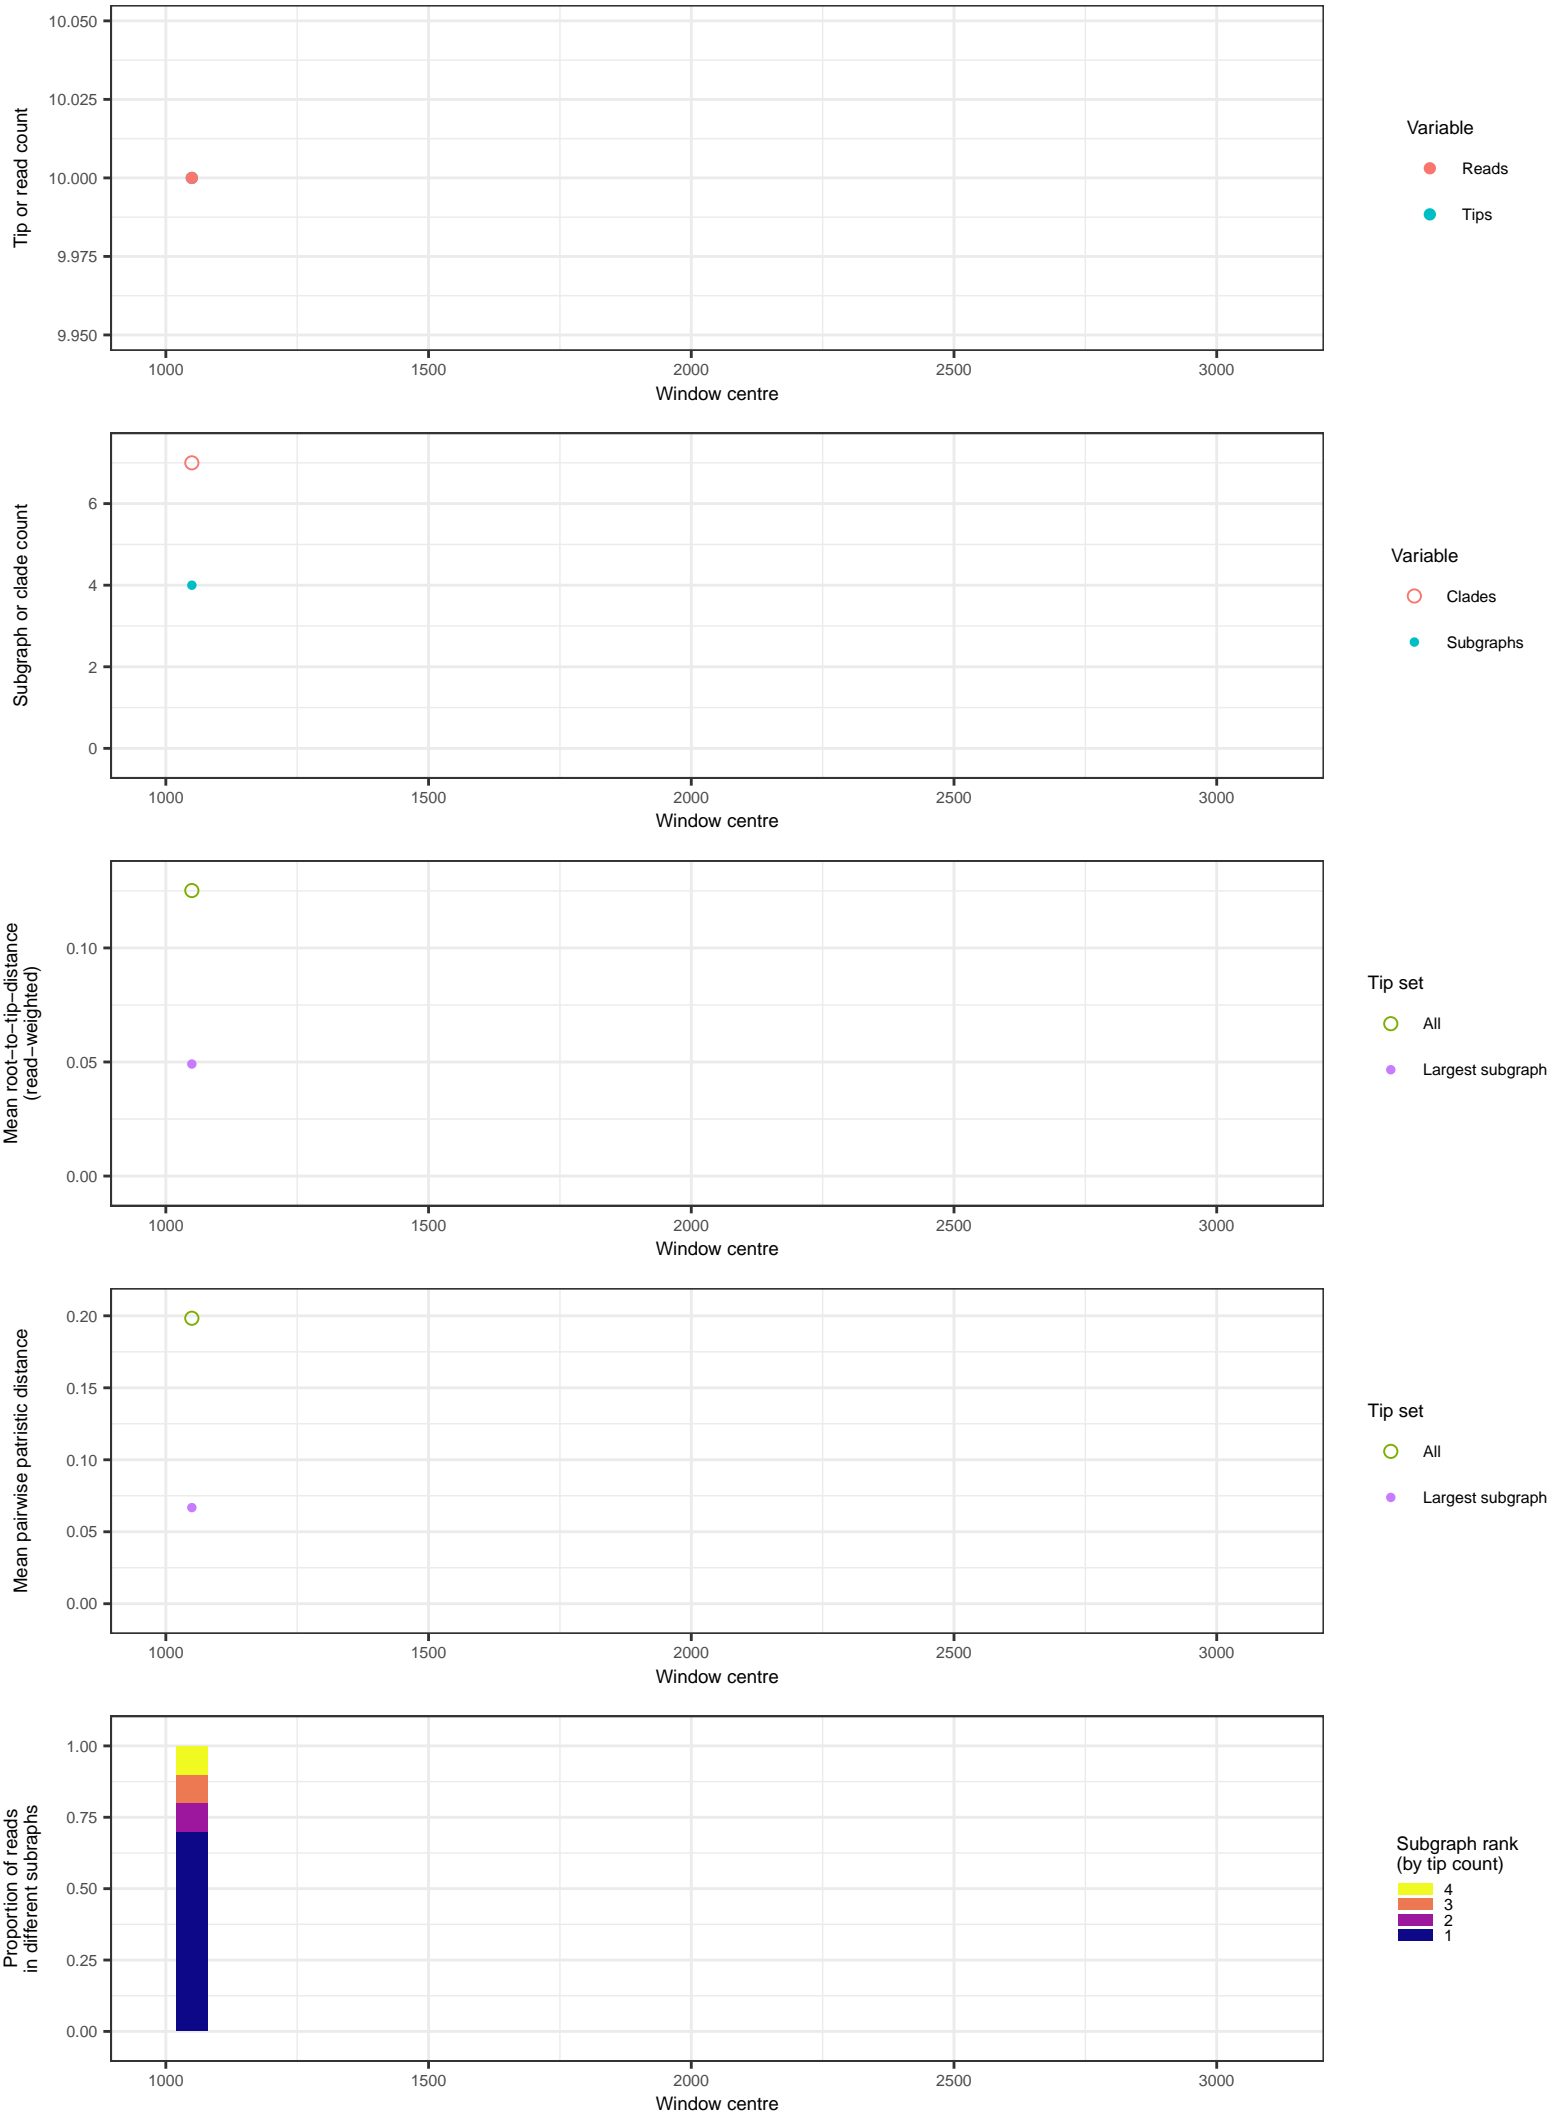 10.050
10.025
10.000
9.975
9.950
Tip or read count
1000 1500 2000 2500 3000
Window centre
Variable
Reads
Tips
6
4
2
0
Subgraph or clade count
1000 1500 2000 2500 3000
Window centre
Variable
Clades
Subgraphs
0.10
0.05
0.00
Mean root−to−tip−distance
(read−weighted)
1000 1500 2000 2500 3000
Window centre
Tip set
All
Largest subgraph
0.20
0.15
0.10
0.05
0.00
Mean pairwise patristic distance
1000 1500 2000 2500 3000
Window centre
Tip set
All
Largest subgraph
1.00
0.75
0.50
0.25
0.00
Proportion of reads
in different subraphs
1000 1500 2000 2500 3000
Window centre
Subgraph rank
(by tip count)
4
3
2
1